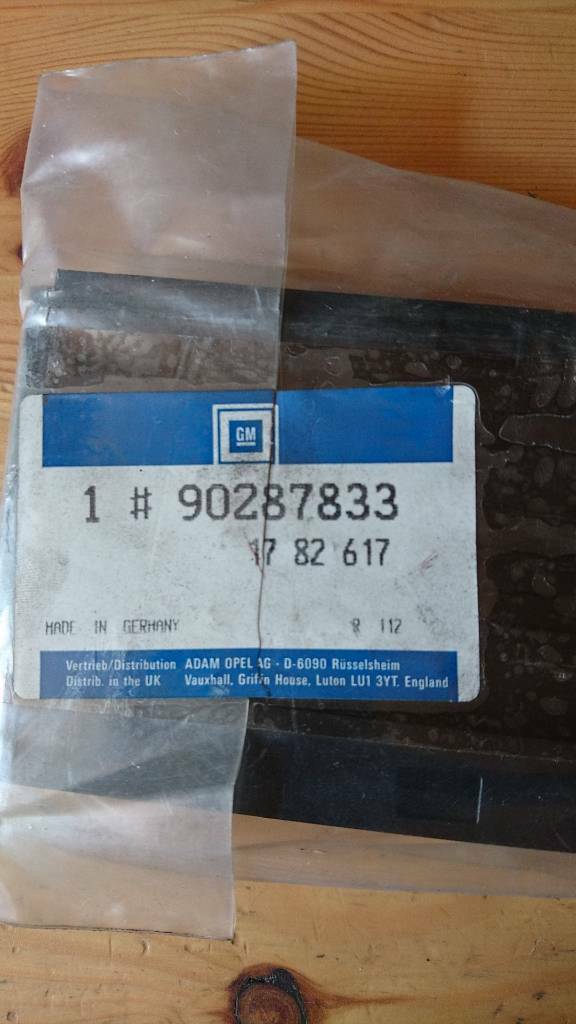 GM
1 # 90287833
17 82 617
MADE IN GERMANY R 112
Vertrieb/Distribution ADAM OPEL AG - D-6090 Rüsselsheim
Distrib. in the UK Vauxhall, Griffin House, Luton LU1 3YT. England